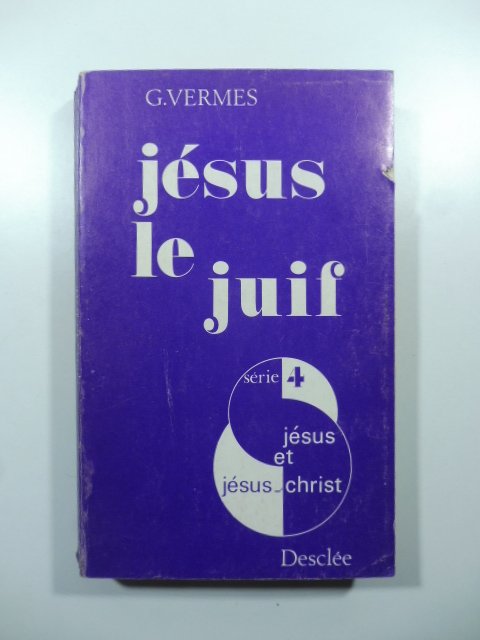 G.VERMES
jésus
le
juif
série 4
jésus
et
jésus-christ
Desclée